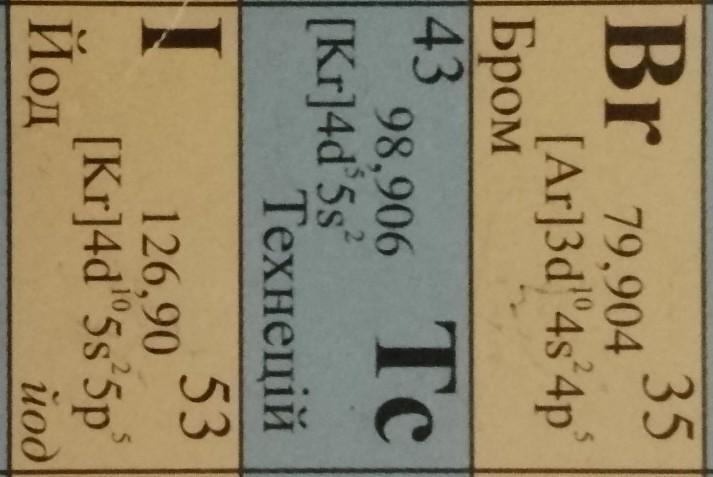 Br 35
79,904
[Ar]3d¹⁰4s²4p⁵
Бром
43 Tc
98,906
[Kr]4d⁵5s²
Технецій
I 53
126,90
[Kr]4d¹⁰5s²5p⁵
Йод йод